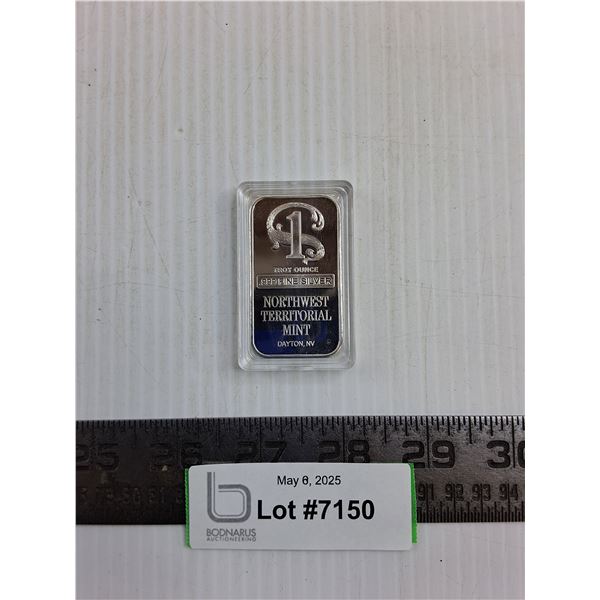 1
TROY OUNCE
.999 FINE SILVER
NORTHWEST
TERRITORIAL
MINT
DAYTON, NV
25 26 27 28 29 30
May 6, 2025
Lot #7150
BODNARUS
AUCTIONEERING